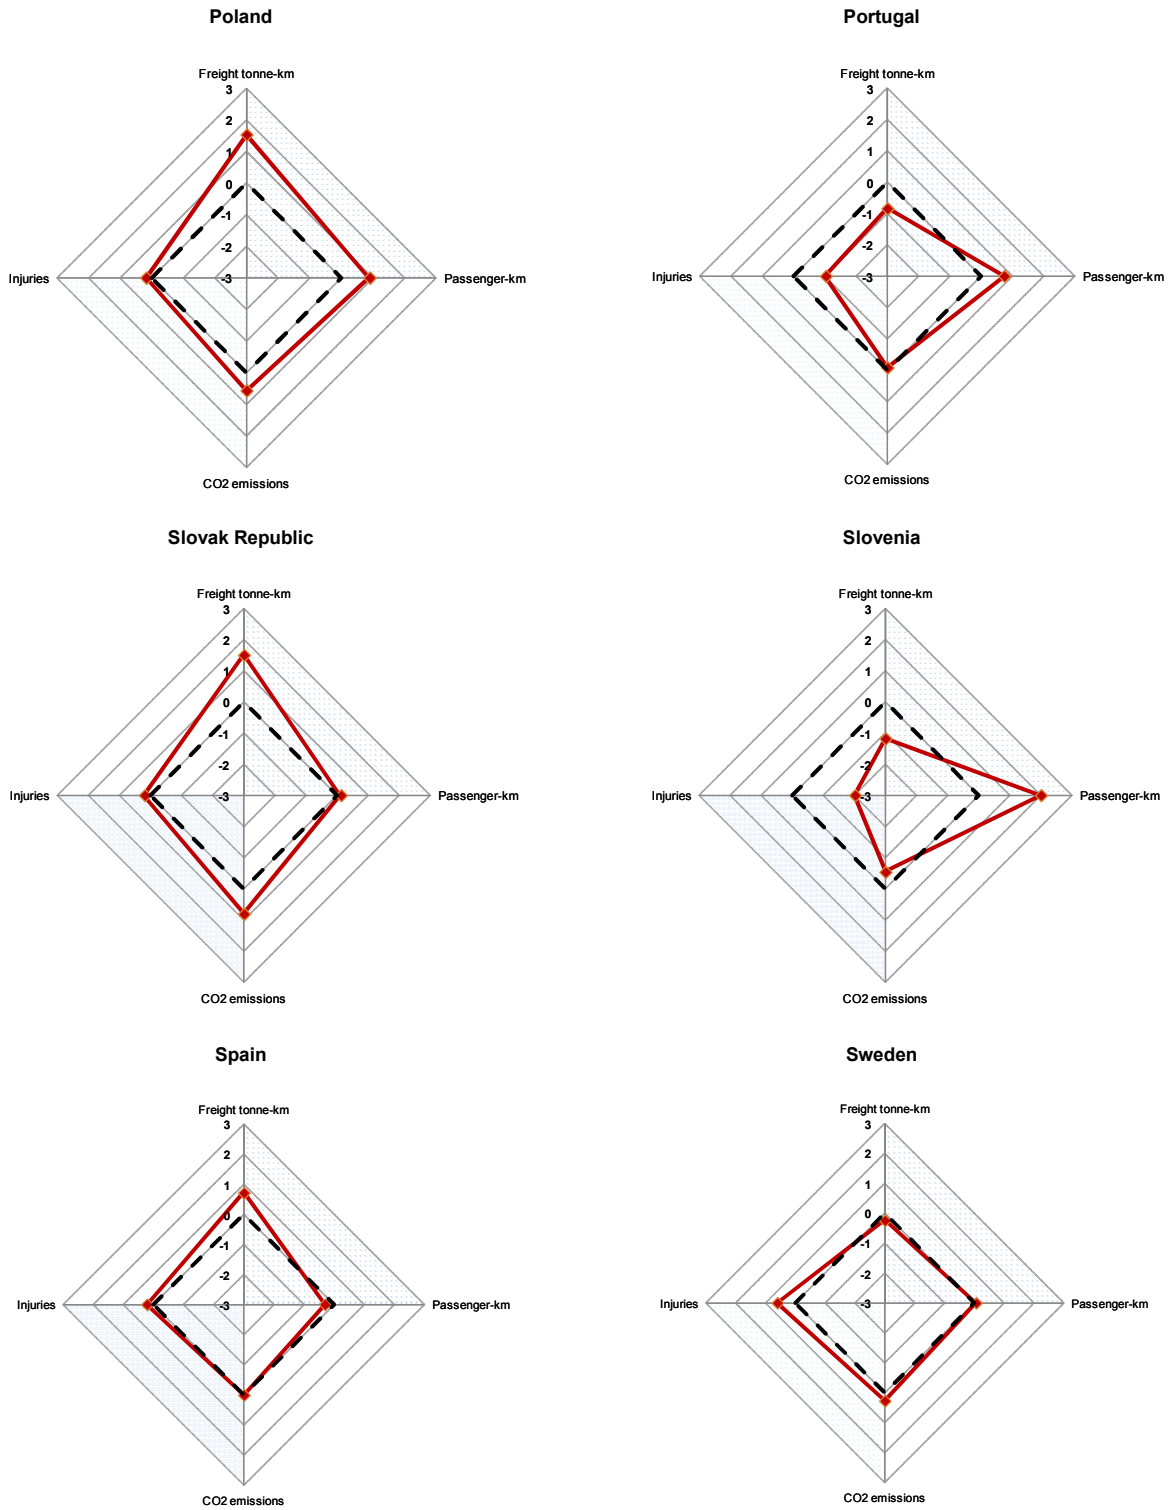 Poland
Freight tonne-km
3
2
1
0
-1
-2
-3
Injuries
Passenger-km
CO2 emissions
Portugal
Freight tonne-km
3
2
1
0
-1
-2
-3
Injuries
Passenger-km
CO2 emissions
Slovak Republic
Freight tonne-km
3
2
1
0
-1
-2
-3
Injuries
Passenger-km
CO2 emissions
Slovenia
Freight tonne-km
3
2
1
0
-1
-2
-3
Injuries
Passenger-km
CO2 emissions
Spain
Freight tonne-km
3
2
1
0
-1
-2
-3
Injuries
Passenger-km
CO2 emissions
Sweden
Freight tonne-km
3
2
1
0
-1
-2
-3
Injuries
Passenger-km
CO2 emissions